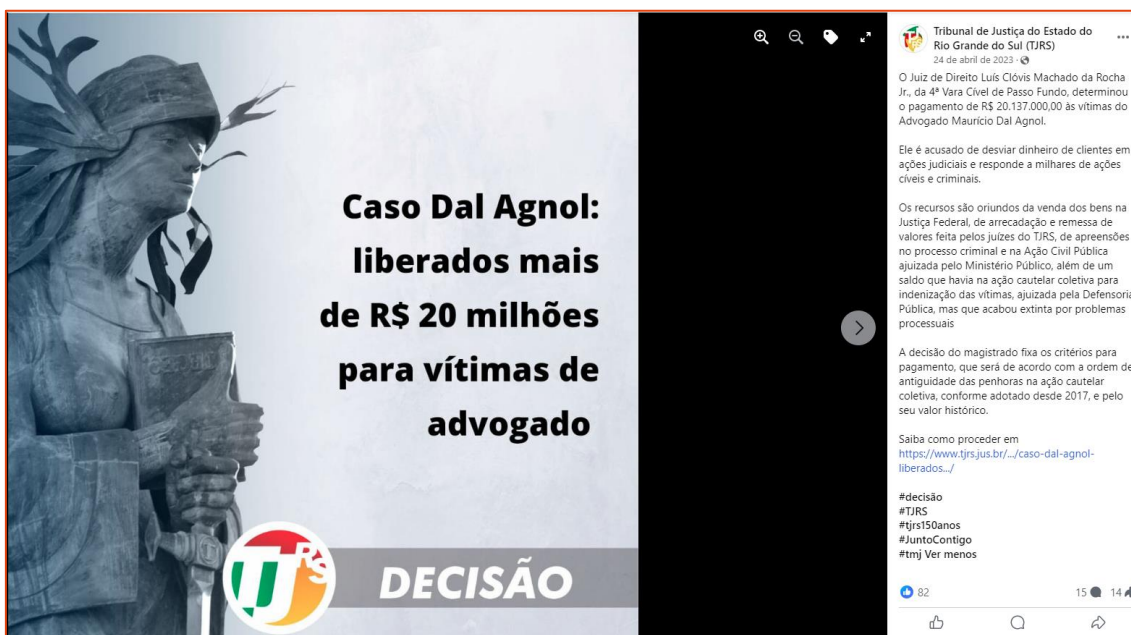 Caso Dal Agnol:
liberados mais
de R$ 20 milhões
para vítimas de
advogado
TJRS
DECISÃO
Tribunal de Justiça do Estado do
Rio Grande do Sul (TJRS)
24 de abril de 2023 ·
O Juiz de Direito Luís Clóvis Machado da Rocha
Jr., da 4ª Vara Cível de Passo Fundo, determinou
o pagamento de R$ 20.137.000,00 às vítimas do
Advogado Maurício Dal Agnol.
Ele é acusado de desviar dinheiro de clientes em
ações judiciais e responde a milhares de ações
cíveis e criminais.
Os recursos são oriundos da venda dos bens na
Justiça Federal, de arrecadação e remessa de
valores feita pelos juízes do TJRS, de apreensões
no processo criminal e na Ação Civil Pública
ajuizada pelo Ministério Público, além de um
saldo que havia na ação cautelar coletiva para
indenização das vítimas, ajuizada pela Defensoria
Pública, mas que acabou extinta por problemas
processuais
A decisão do magistrado fixa os critérios para
pagamento, que será de acordo com a ordem de
antiguidade das penhoras na ação cautelar
coletiva, conforme adotado desde 2017, e pelo
seu valor histórico.
Saiba como proceder em
https://www.tjrs.jus.br/.../caso-dal-agnol-
liberados.../
#decisão
#TJRS
#tjrs150anos
#JuntoContigo
#tmj Ver menos
82 15 14